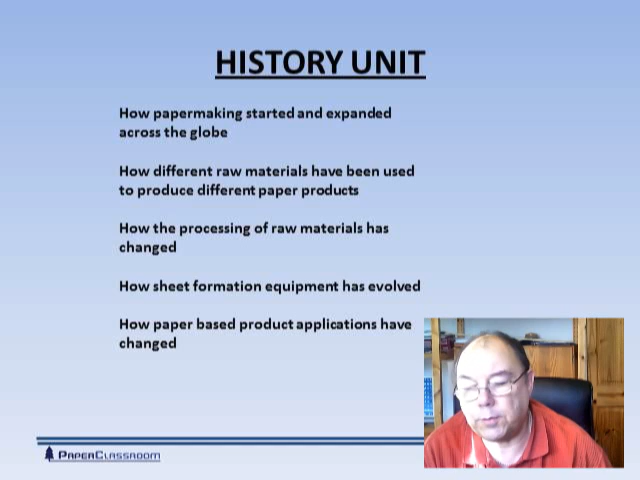 HISTORY UNIT
How papermaking started and expanded
across the globe
How different raw materials have been used
to produce different paper products
How the processing of raw materials has
changed
How sheet formation equipment has evolved
How paper based product applications have
changed
PAPERCLASSROOM